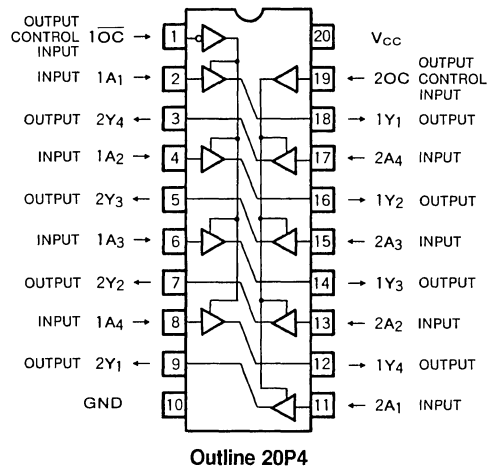 OUTPUT CONTROL INPUT 1O̅C̅ → 1
20 VCC
INPUT 1A1 → 2
19 ← 2OC OUTPUT CONTROL INPUT
OUTPUT 2Y4 ← 3
18 → 1Y1 OUTPUT
INPUT 1A2 → 4
17 ← 2A4 INPUT
OUTPUT 2Y3 ← 5
16 → 1Y2 OUTPUT
INPUT 1A3 → 6
15 ← 2A3 INPUT
OUTPUT 2Y2 ← 7
14 → 1Y3 OUTPUT
INPUT 1A4 → 8
13 ← 2A2 INPUT
OUTPUT 2Y1 ← 9
12 → 1Y4 OUTPUT
GND 10
11 ← 2A1 INPUT
Outline 20P4